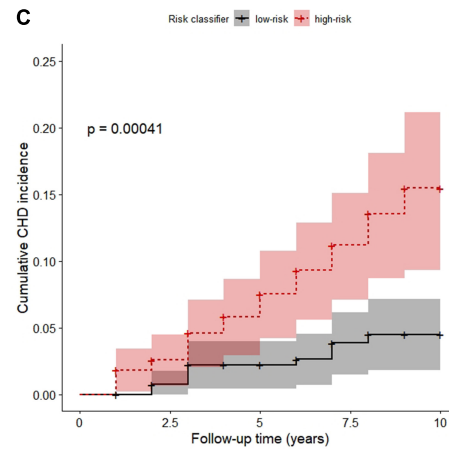 C
Risk classifier low-risk high-risk
0.25
0.20
0.15
0.10
0.05
0.00
p = 0.00041
Cumulative CHD incidence
0 2.5 5 7.5 10
Follow-up time (years)